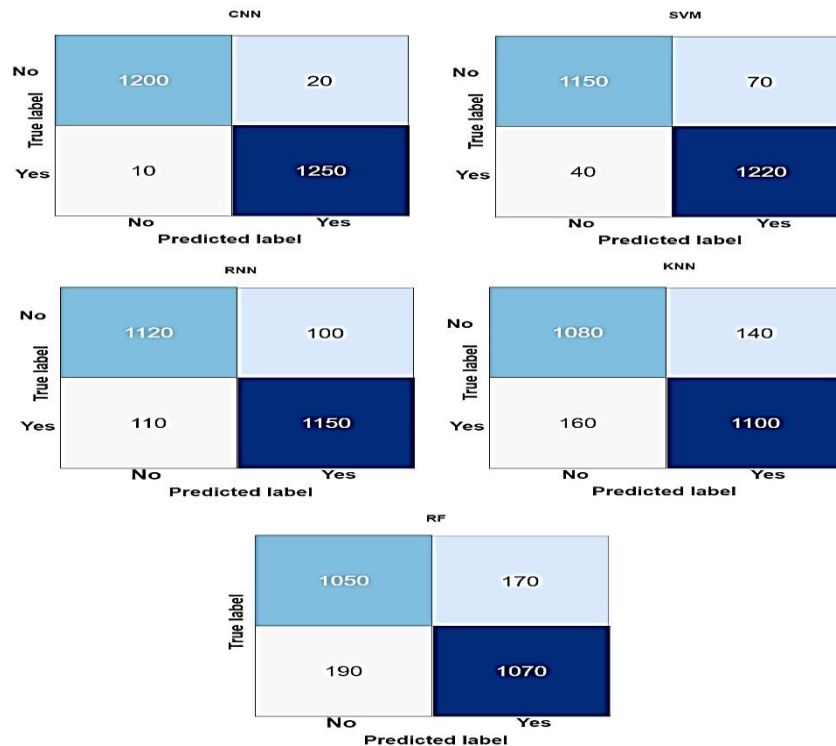 CNN
No
1200
20
True label
Yes
10
1250
No
Yes
Predicted label
SVM
No
1150
70
True label
Yes
40
1220
No
Yes
Predicted label
RNN
No
1120
100
True label
Yes
110
1150
No
Yes
Predicted label
KNN
No
1080
140
True label
Yes
160
1100
No
Yes
Predicted label
RF
1050
170
True label
190
1070
No
Yes
Predicted label